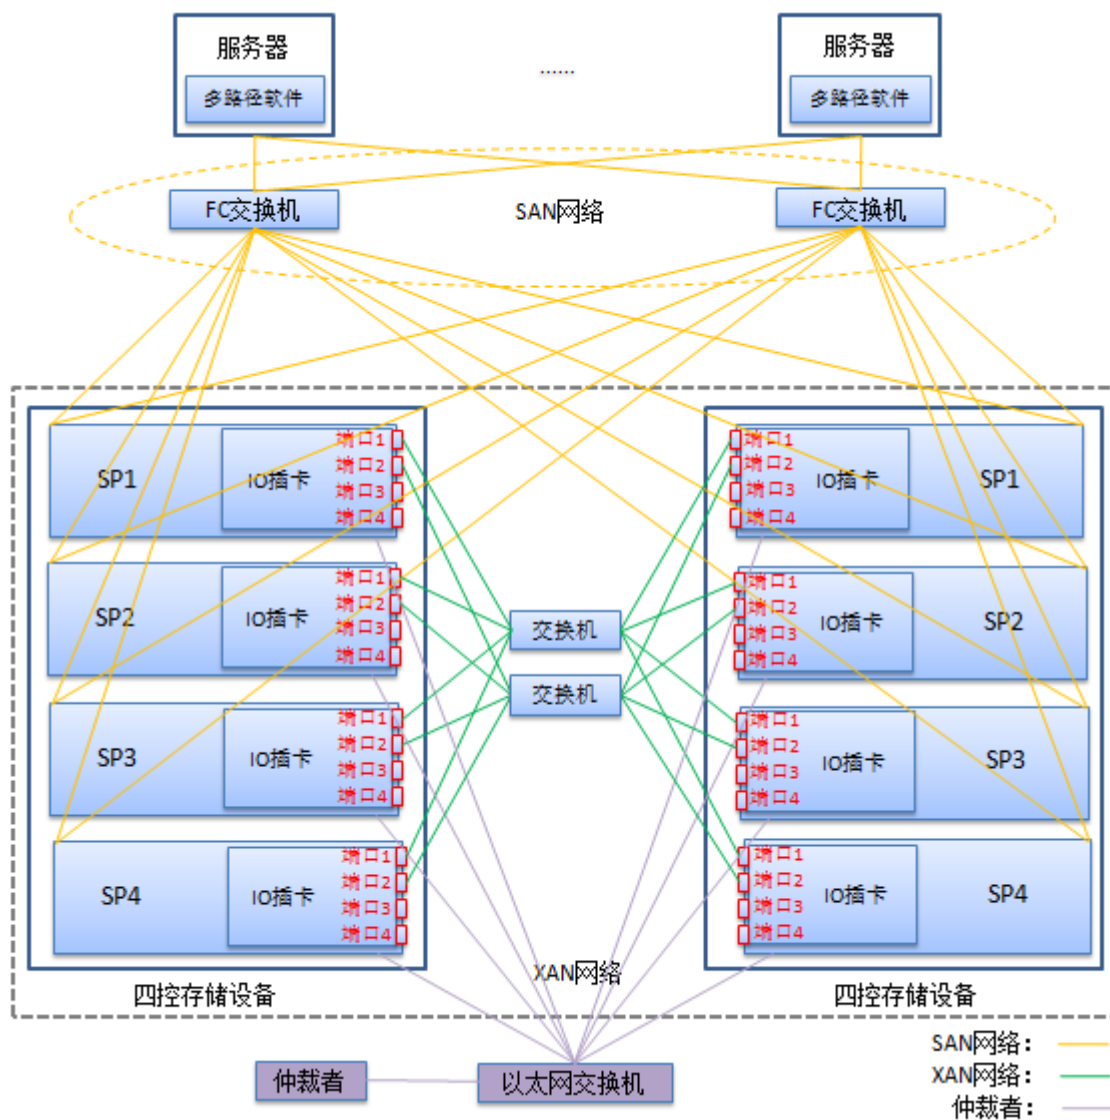 服务器
多路径软件
......
服务器
多路径软件
FC交换机
SAN网络
FC交换机
SP1
IO插卡
端口1
端口2
端口3
端口4
SP2
IO插卡
端口1
端口2
端口3
端口4
SP3
IO插卡
端口1
端口2
端口3
端口4
SP4
IO插卡
端口1
端口2
端口3
端口4
四控存储设备
交换机
交换机
XAN网络
端口1
端口2
端口3
端口4
IO插卡
SP1
端口1
端口2
端口3
端口4
IO插卡
SP2
端口1
端口2
端口3
端口4
IO插卡
SP3
端口1
端口2
端口3
端口4
IO插卡
SP4
四控存储设备
仲裁者
以太网交换机
SAN网络：
XAN网络：
仲裁者：